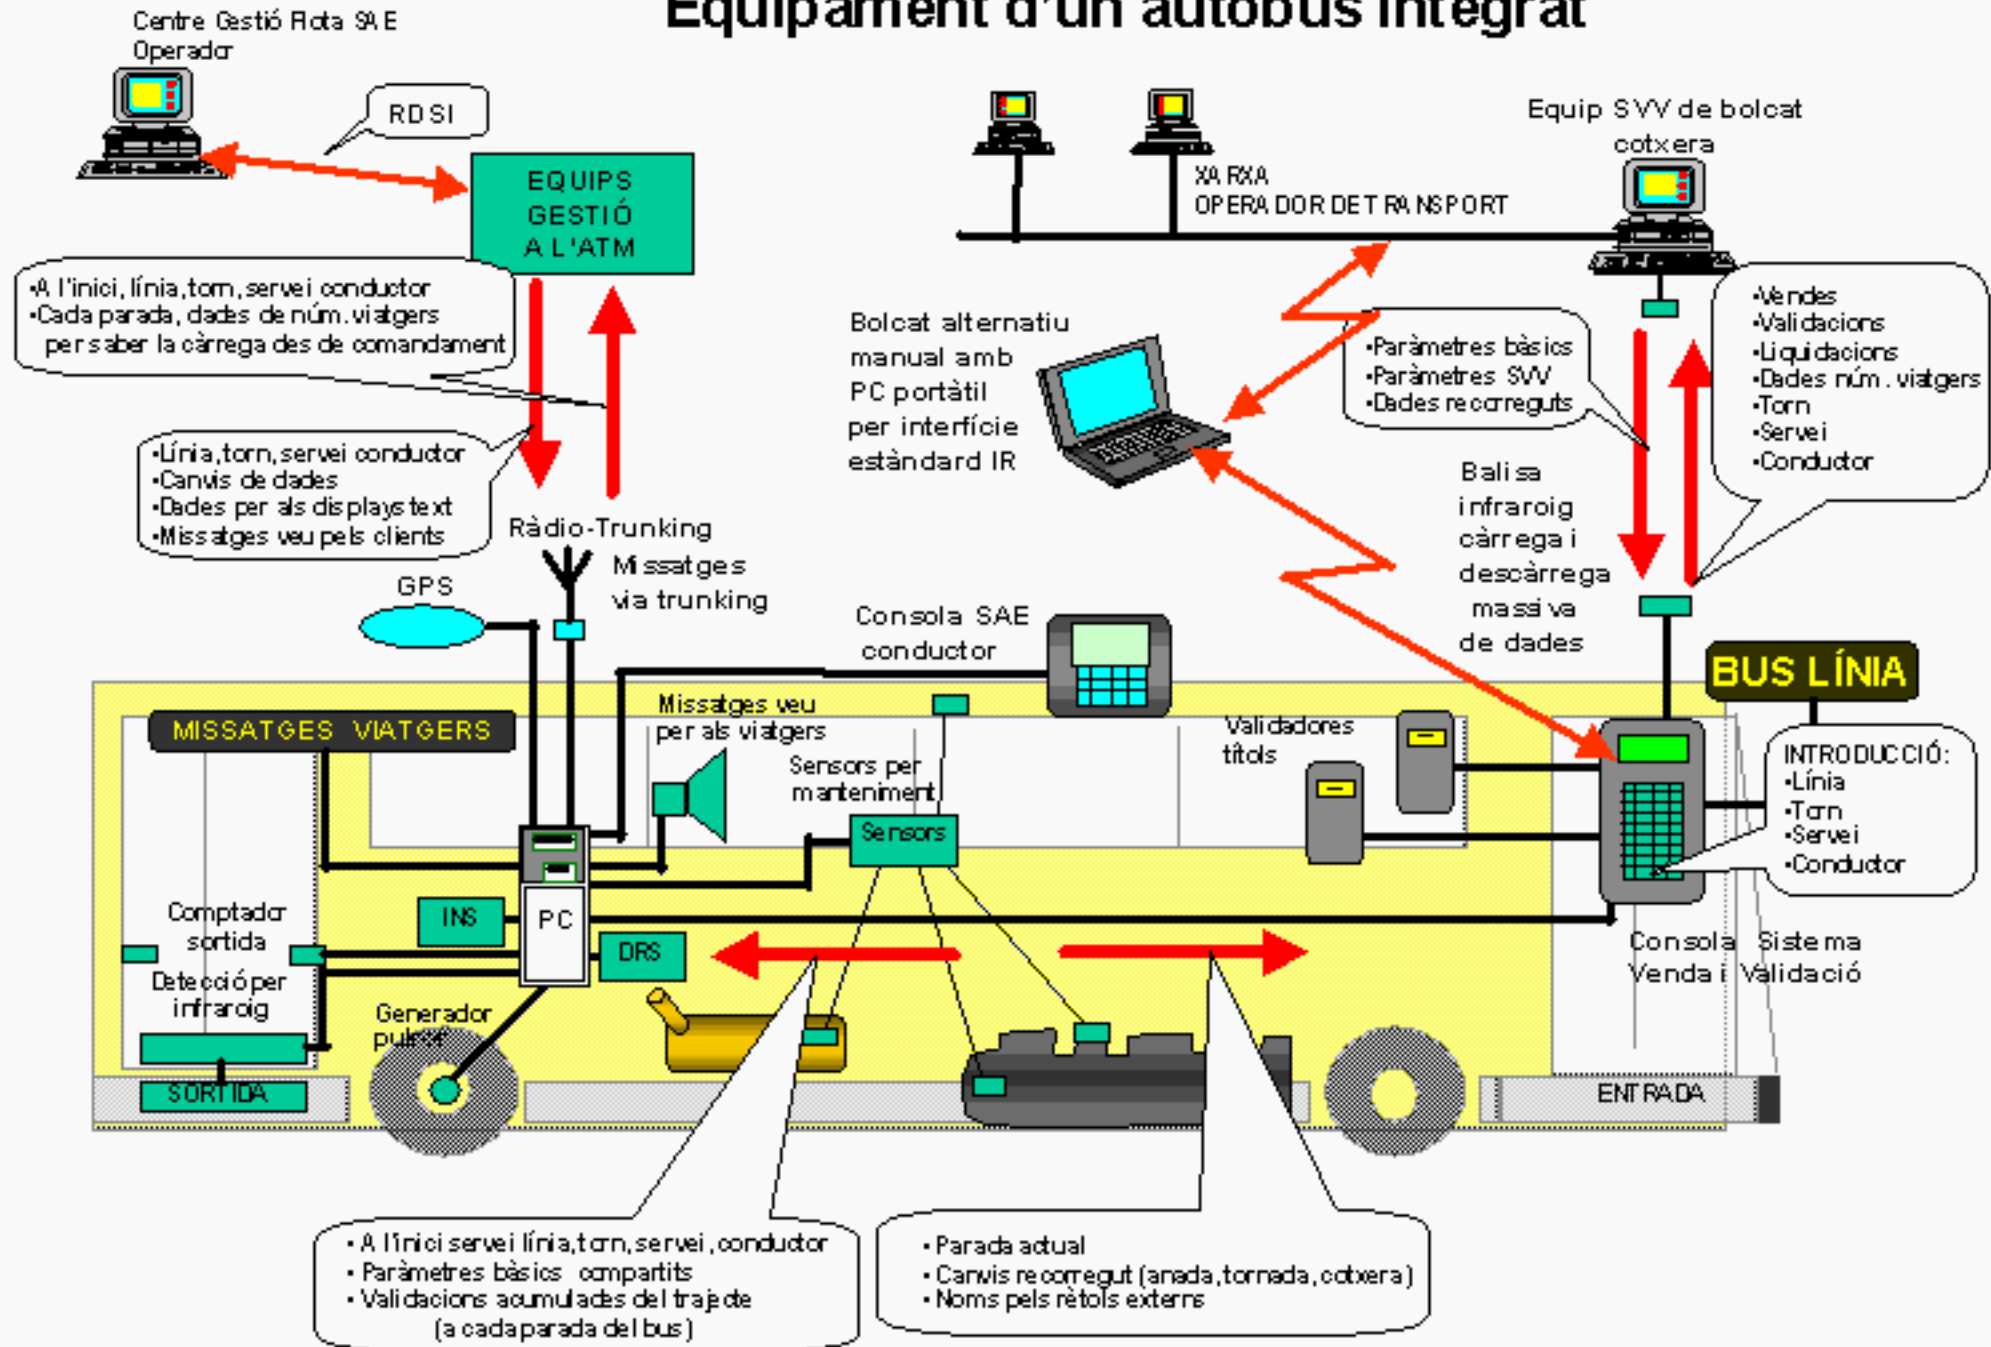 Equipament d'un autobús integrat
Centre Gestió Flota SAE
Operador
RDSI
EQUIPS
GESTIÓ
A L'ATM
XARXA
OPERADOR DE TRANSPORT
Equip SVV de bolcat
cotxera
•A l'inici, línia, torn, servei conductor
•Cada parada, dades de núm. viatgers
per saber la càrrega des de comandament
•Línia, torn, servei conductor
•Canvis de dades
•Dades per als displays text
•Missatges veu pels clients
Bolcat alternatiu
manual amb
PC portàtil
per interfície
estàndard IR
•Paràmetres bàsics
•Paràmetres SVV
•Dades recorreguts
•Vendes
•Validacions
•Liquidacions
•Dades núm. viatgers
•Torn
•Servei
•Conductor
Balisa
infraroig
càrrega i
descàrrega
massiva
de dades
Ràdio-Trunking
Missatges
via trunking
GPS
Consola SAE
conductor
BUS LÍNIA
MISSATGES VIATGERS
Missatges veu
per als viatgers
Sensors per
manteniment
Sensors
Validadores
títols
INTRODUCCIÓ:
•Línia
•Torn
•Servei
•Conductor
Comptador
sortida
Detecció per
infraroig
INS
PC
DRS
Generador
Consola Sistema
Venda i Validació
SORTIDA
ENTRADA
• A l'inici servei línia, torn, servei, conductor
• Paràmetres bàsics compartits
• Validacions acumulades del trajecte
(a cada parada del bus)
• Parada actual
• Canvis recorregut (anada, tornada, cotxera)
• Noms pels rètols externs